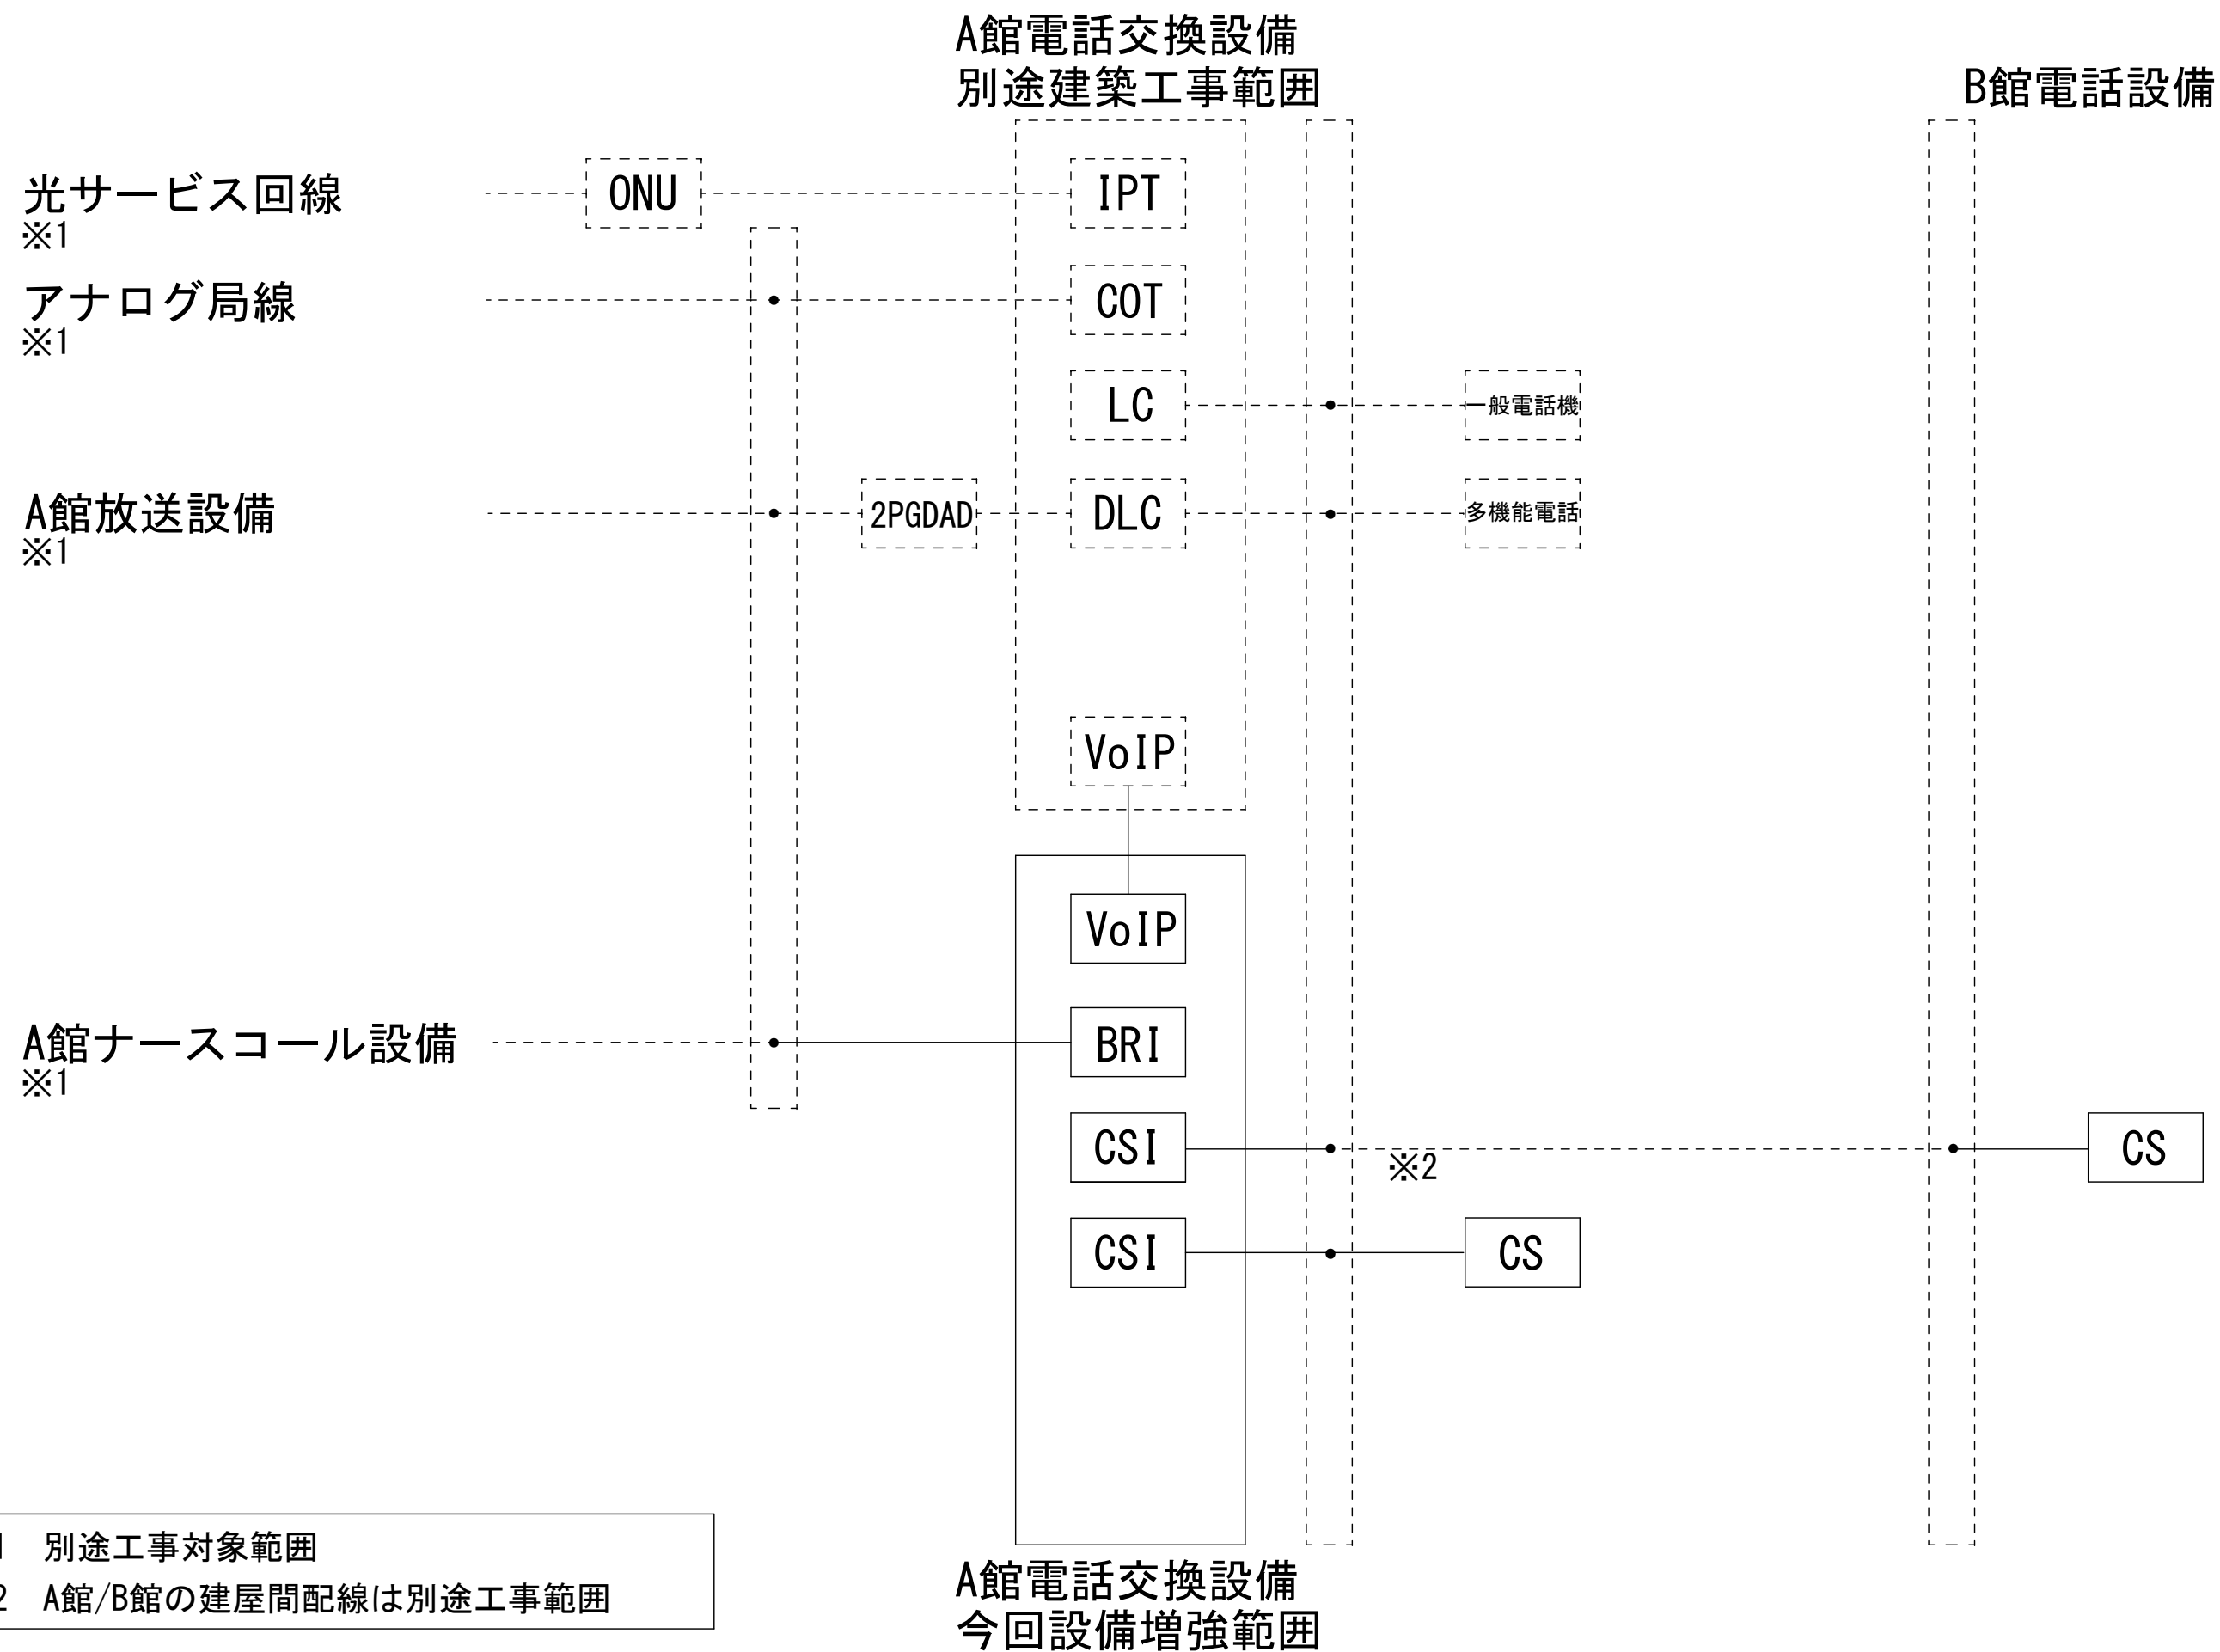 A館電話交換設備
別途建築工事範囲
B館電話設備
光サービス回線
※1
ONU
IPT
アナログ局線
※1
COT
LC
一般電話機
A館放送設備
※1
2PGDAD
DLC
多機能電話
VoIP
VoIP
A館ナースコール設備
※1
BRI
CSI
※2
CS
CSI
CS
1 別途工事対象範囲
2 A館/B館の建屋間配線は別途工事範囲
A館電話交換設備
今回設備増強範囲